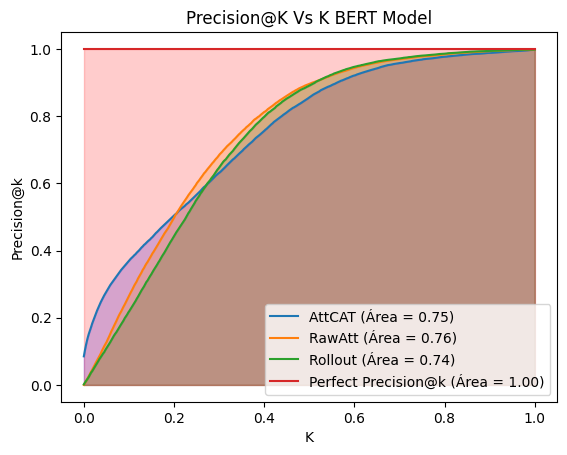 Precision@K Vs K BERT Model
Precision@k
1.0
0.8
0.6
0.4
0.2
0.0
AttCAT (Área = 0.75)
RawAtt (Área = 0.76)
Rollout (Área = 0.74)
Perfect Precision@k (Área = 1.00)
0.0 0.2 0.4 0.6 0.8 1.0
K